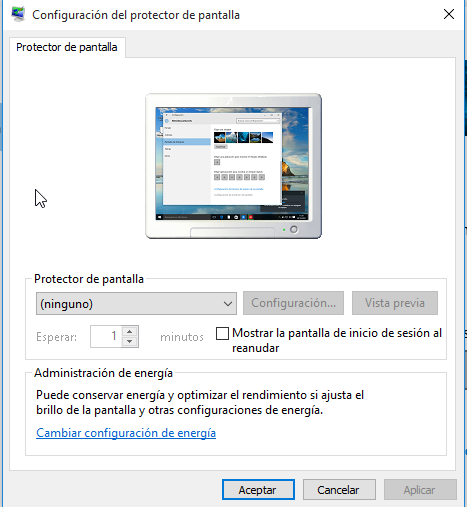 Configuración del protector de pantalla
Protector de pantalla
Protector de pantalla
(ninguno)
Configuración...
Vista previa
Esperar:
1
minutos
Mostrar la pantalla de inicio de sesión al
reanudar
Administración de energía
Puede conservar energía y optimizar el rendimiento si ajusta el
brillo de la pantalla y otras configuraciones de energía.
Cambiar configuración de energía
Aceptar
Cancelar
Aplicar